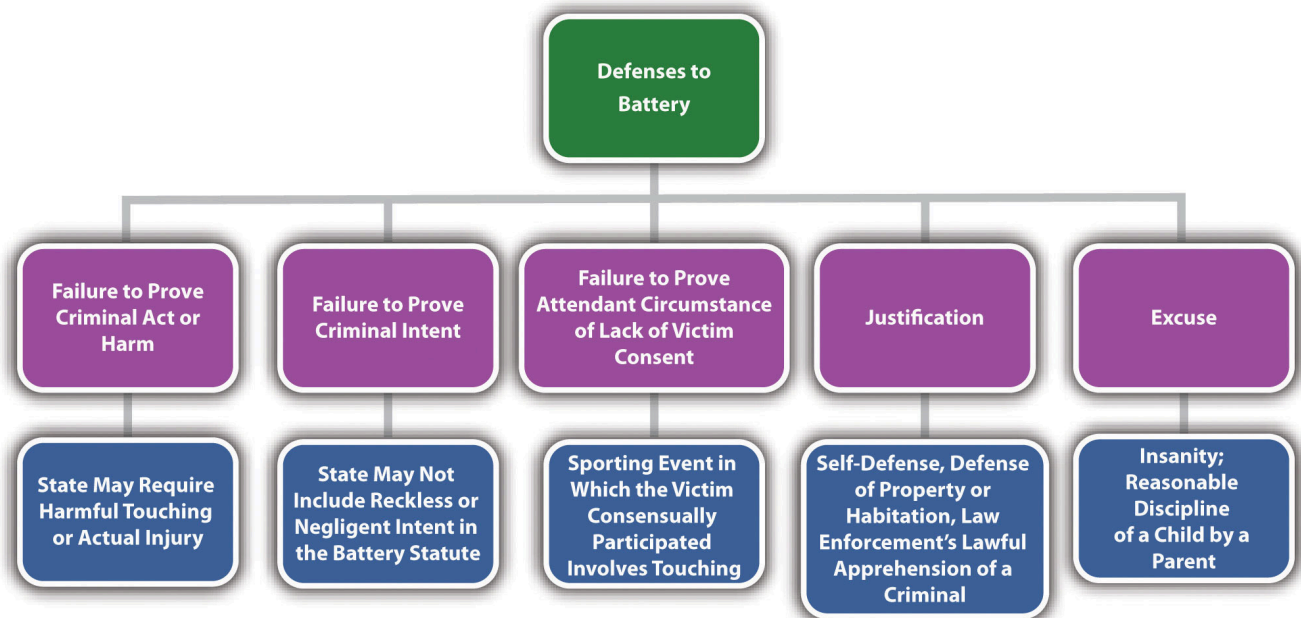 Defenses to
Battery
Failure to Prove
Criminal Act or
Harm
Failure to Prove
Criminal Intent
Failure to Prove
Attendant Circumstance
of Lack of Victim
Consent
Justification
Excuse
State May Require
Harmful Touching
or Actual Injury
State May Not
Include Reckless or
Negligent Intent in
the Battery Statute
Sporting Event in
Which the Victim
Consensually
Participated
Involves Touching
Self-Defense, Defense
of Property or
Habitation, Law
Enforcement’s Lawful
Apprehension of a
Criminal
Insanity;
Reasonable
Discipline
of a Child by a
Parent